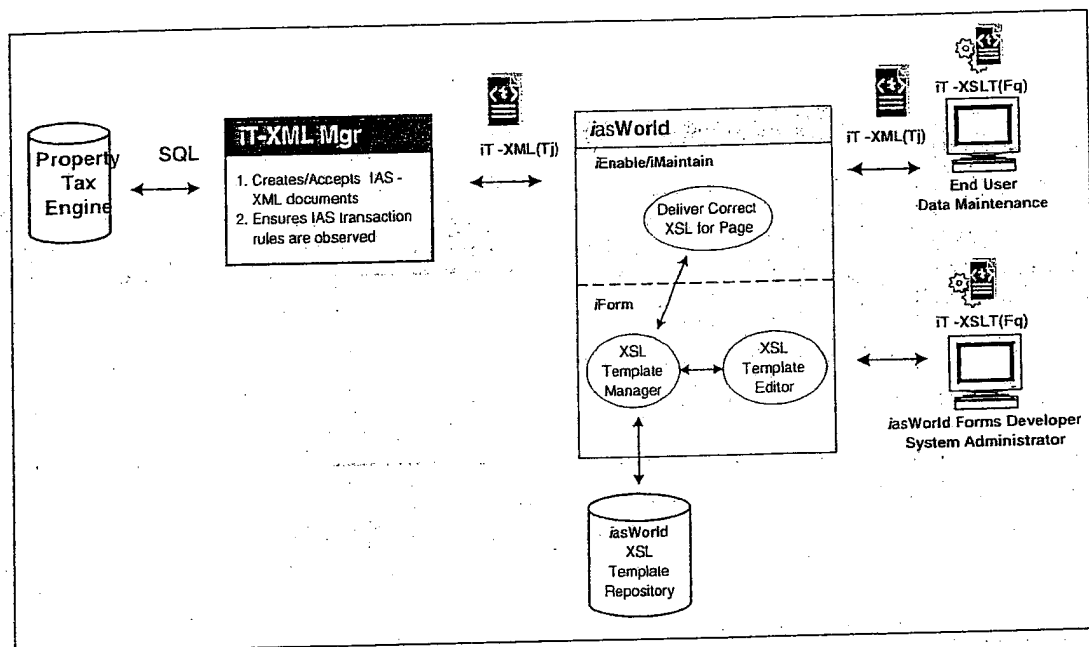 Property
Tax
Engine
SQL
iT-XML Mgr
1. Creates/Accepts IAS -
XML documents
2. Ensures IAS transaction
rules are observed
<t>
iT -XML(Tj)
iasWorld
iEnable/iMaintain
Deliver Correct
XSL for Page
iForm
XSL
Template
Manager
XSL
Template
Editor
iasWorld
XSL
Template
Repository
<t>
iT -XML(Tj)
<t>
iT -XSLT(Fq)
End User
Data Maintenance
<t>
iT -XSLT(Fq)
iasWorld Forms Developer
System Administrator